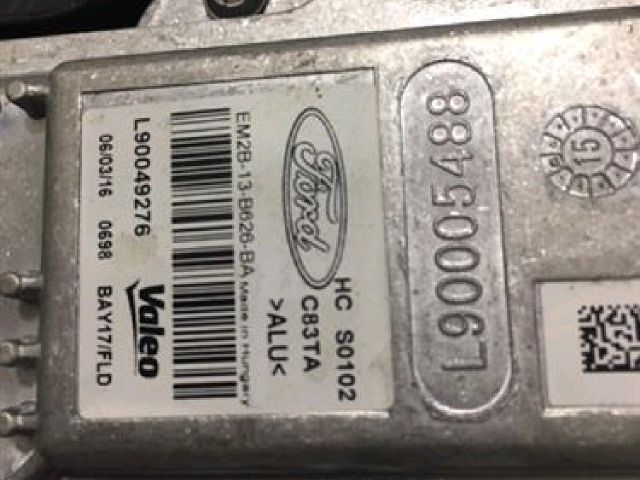 Ford
HC S0102
C83TA
>ALU<
EM2B-13-B626-BA Made in Hungary
L90049276
06/03/16 0698 BAY17/FLD
Valeo
L90005488
15